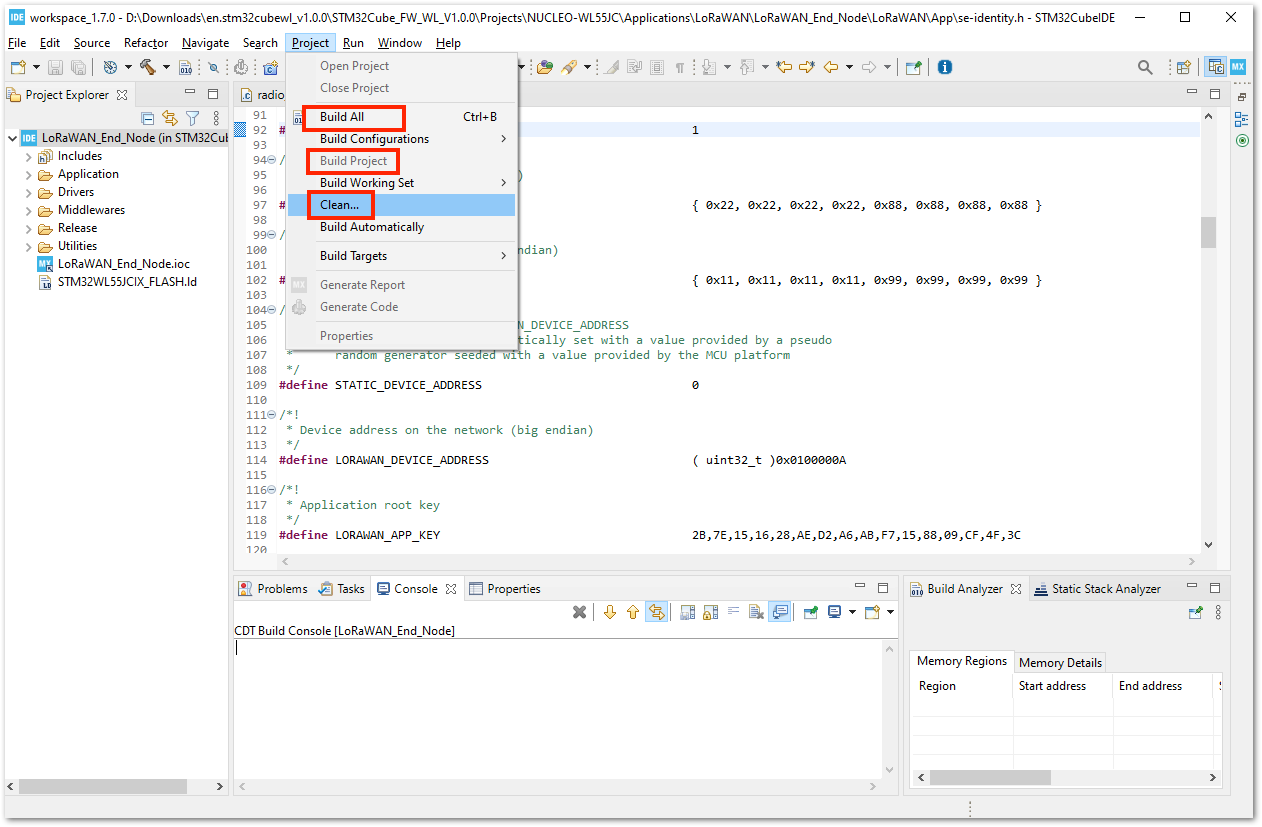 workspace_1.7.0 - D:\Downloads\en.stm32cubewl_v1.0.0\STM32Cube_FW_WL_V1.0.0\Projects\NUCLEO-WL55JC\Applications\LoRaWAN\LoRaWAN_End_Node\LoRaWAN\App\se-identity.h - STM32CubeIDE
File Edit Source Refactor Navigate Search Project Run Window Help
Project Explorer
LoRaWAN_End_Node (in STM32Cub
Includes
Application
Drivers
Middlewares
Release
Utilities
LoRaWAN_End_Node.ioc
STM32WL55JCIX_FLASH.ld
Open Project
Close Project
Build All Ctrl+B
Build Configurations
Build Project
Build Working Set
Clean...
Build Automatically
Build Targets
Generate Report
Generate Code
Properties
radio
91
92 # 1
93
94 /
95 )
96
97 # { 0x22, 0x22, 0x22, 0x22, 0x88, 0x88, 0x88, 0x88 }
98
99 /
100 ndian)
101
102 # { 0x11, 0x11, 0x11, 0x11, 0x99, 0x99, 0x99, 0x99 }
103
104 /
105 N_DEVICE_ADDRESS
106 tically set with a value provided by a pseudo
107 * random generator seeded with a value provided by the MCU platform
108 */
109 #define STATIC_DEVICE_ADDRESS 0
110
111 /*!
112 * Device address on the network (big endian)
113 */
114 #define LORAWAN_DEVICE_ADDRESS ( uint32_t )0x0100000A
115
116 /*!
117 * Application root key
118 */
119 #define LORAWAN_APP_KEY 2B,7E,15,16,28,AE,D2,A6,AB,F7,15,88,09,CF,4F,3C
120
Problems Tasks Console Properties
CDT Build Console [LoRaWAN_End_Node]
Build Analyzer Static Stack Analyzer
Memory Regions Memory Details
Region Start address End address